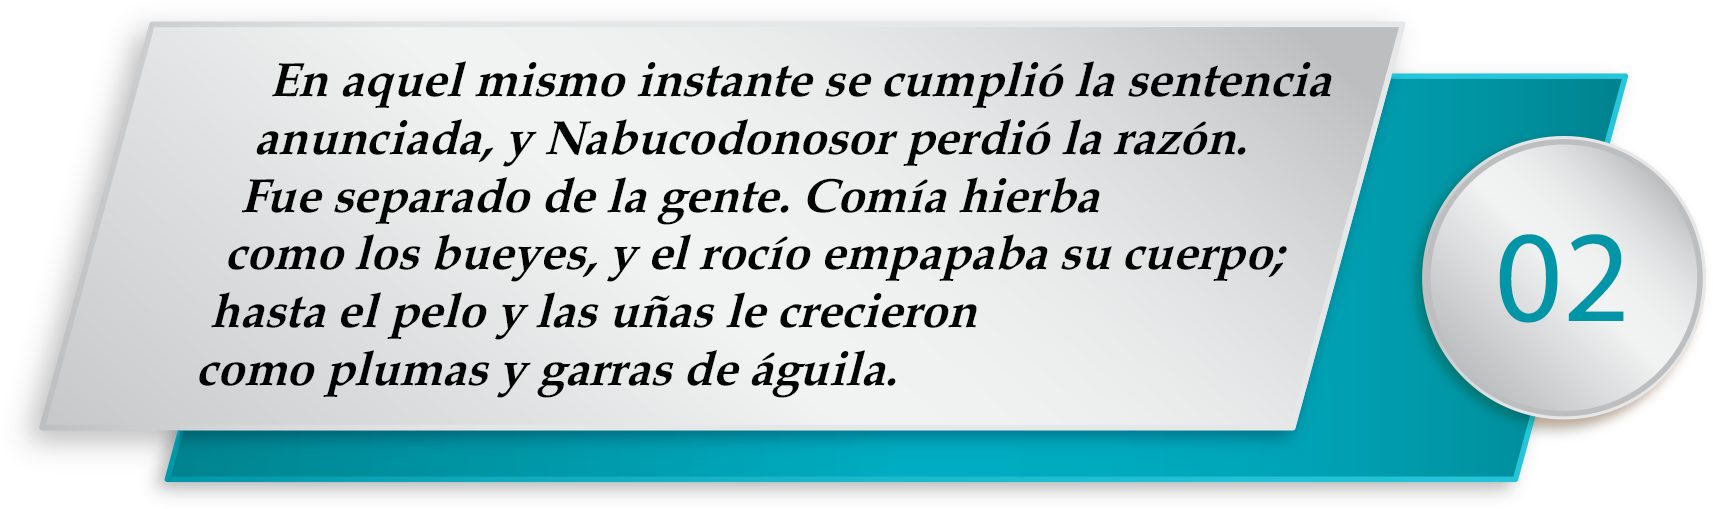 En aquel mismo instante se cumplió la sentencia
anunciada, y Nabucodonosor perdió la razón.
Fue separado de la gente. Comía hierba
como los bueyes, y el rocío empapaba su cuerpo;
hasta el pelo y las uñas le crecieron
como plumas y garras de águila.
02